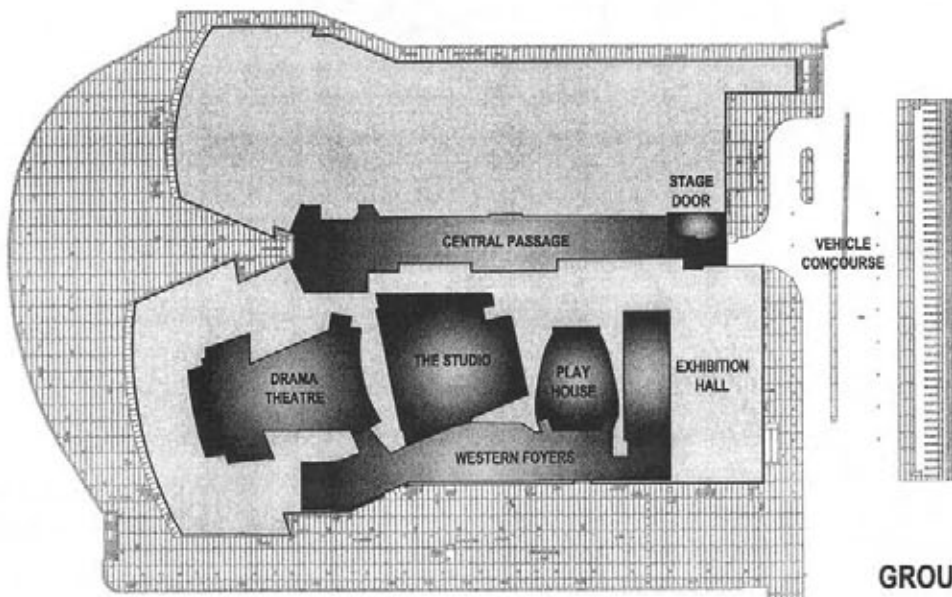 STAGE
DOOR
CENTRAL PASSAGE
VEHICLE
CONCOURSE
DRAMA
THEATRE
THE STUDIO
PLAY
HOUSE
EXHIBITION
HALL
WESTERN FOYERS
GROU